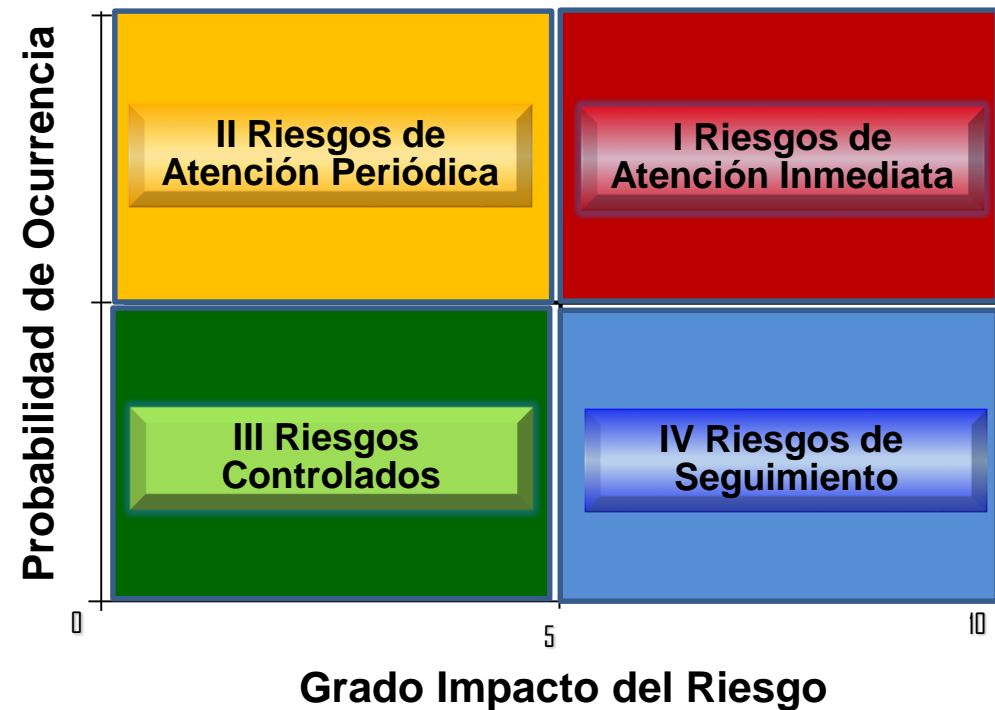 Probabilidad de Ocurrencia
II Riesgos de
Atención Periódica
I Riesgos de
Atención Inmediata
III Riesgos
Controlados
IV Riesgos de
Seguimiento
0
5
10
Grado Impacto del Riesgo